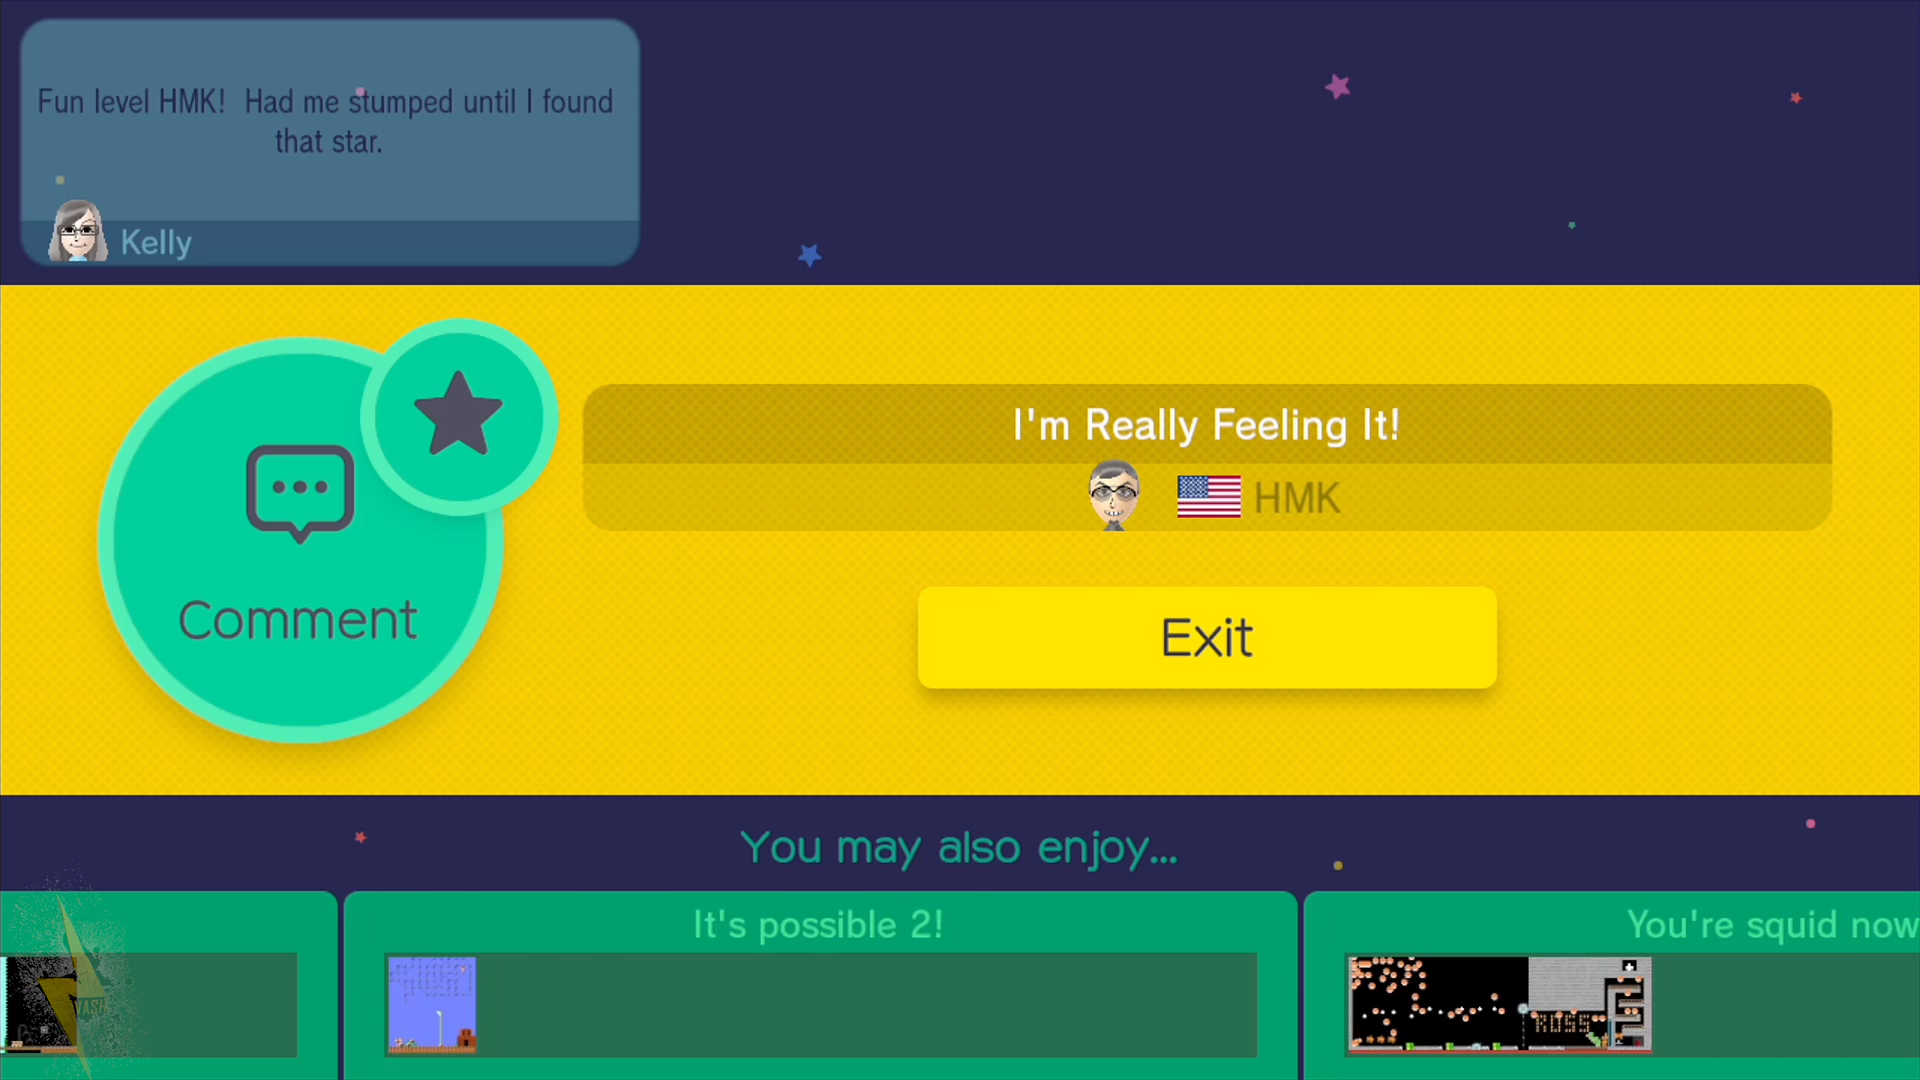 Fun level HMK!  Had me stumped until I found
that star.
Kelly
I'm Really Feeling It!
HMK
Comment
Exit
You may also enjoy...
It's possible 2!
You're squid now
ROSS